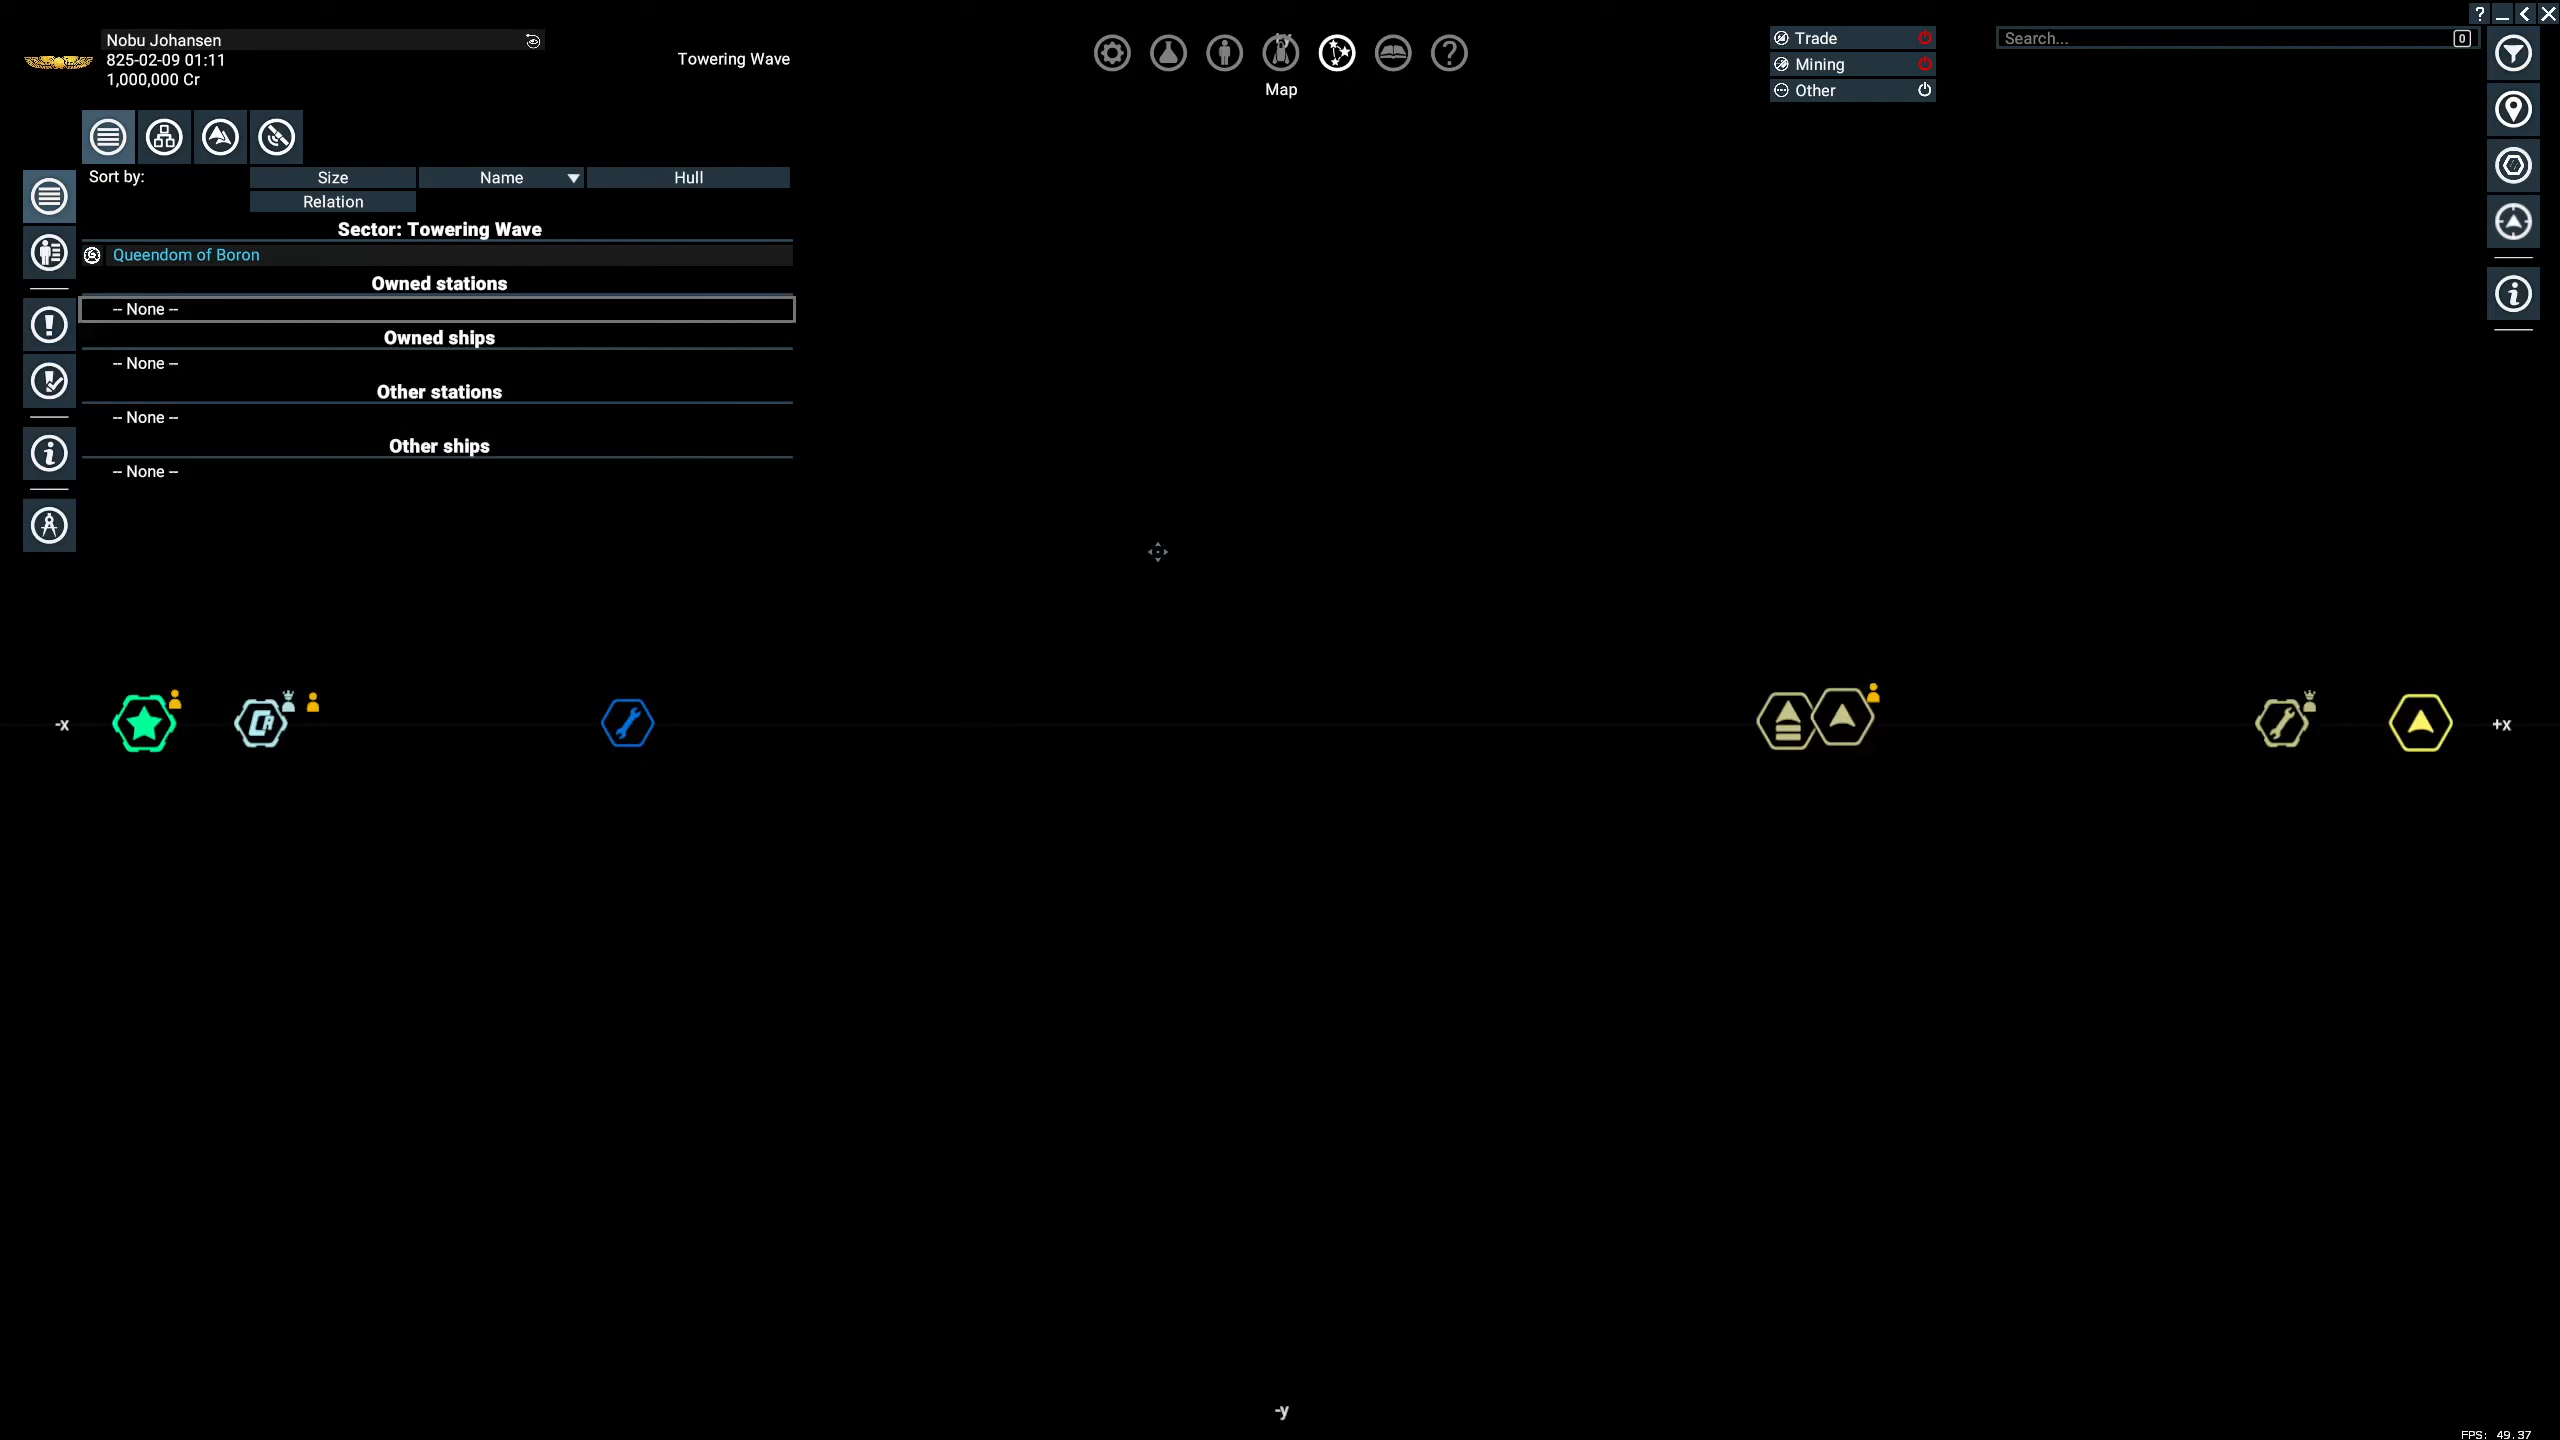 Nobu Johansen
825-02-09 01:11
1,000,000 Cr
Towering Wave
+y
Map
Trade
Mining
Other
Search...
0
?
Sort by:
Size
Name
Hull
Relation
Sector: Towering Wave
Queendom of Boron
Owned stations
-- None --
Owned ships
-- None --
Other stations
-- None --
Other ships
-- None --
-x
+x
-y
FPS: 49.37